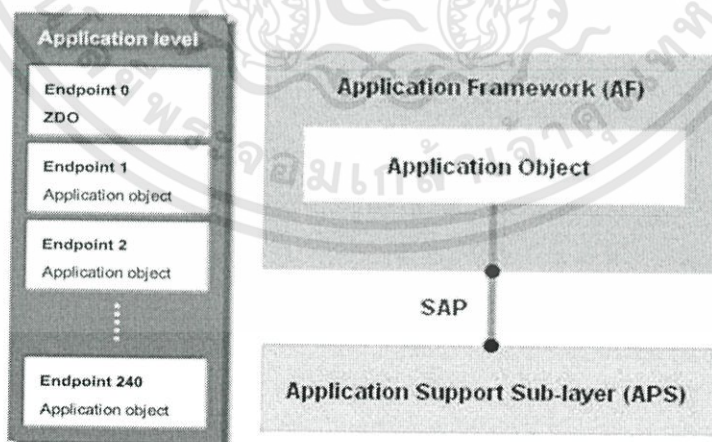 Application level
Endpoint 0
ZDO
Endpoint 1
Application object
Endpoint 2
Application object
Endpoint 240
Application object
Application Framework (AF)
Application Object
SAP
Application Support Sub-layer (APS)